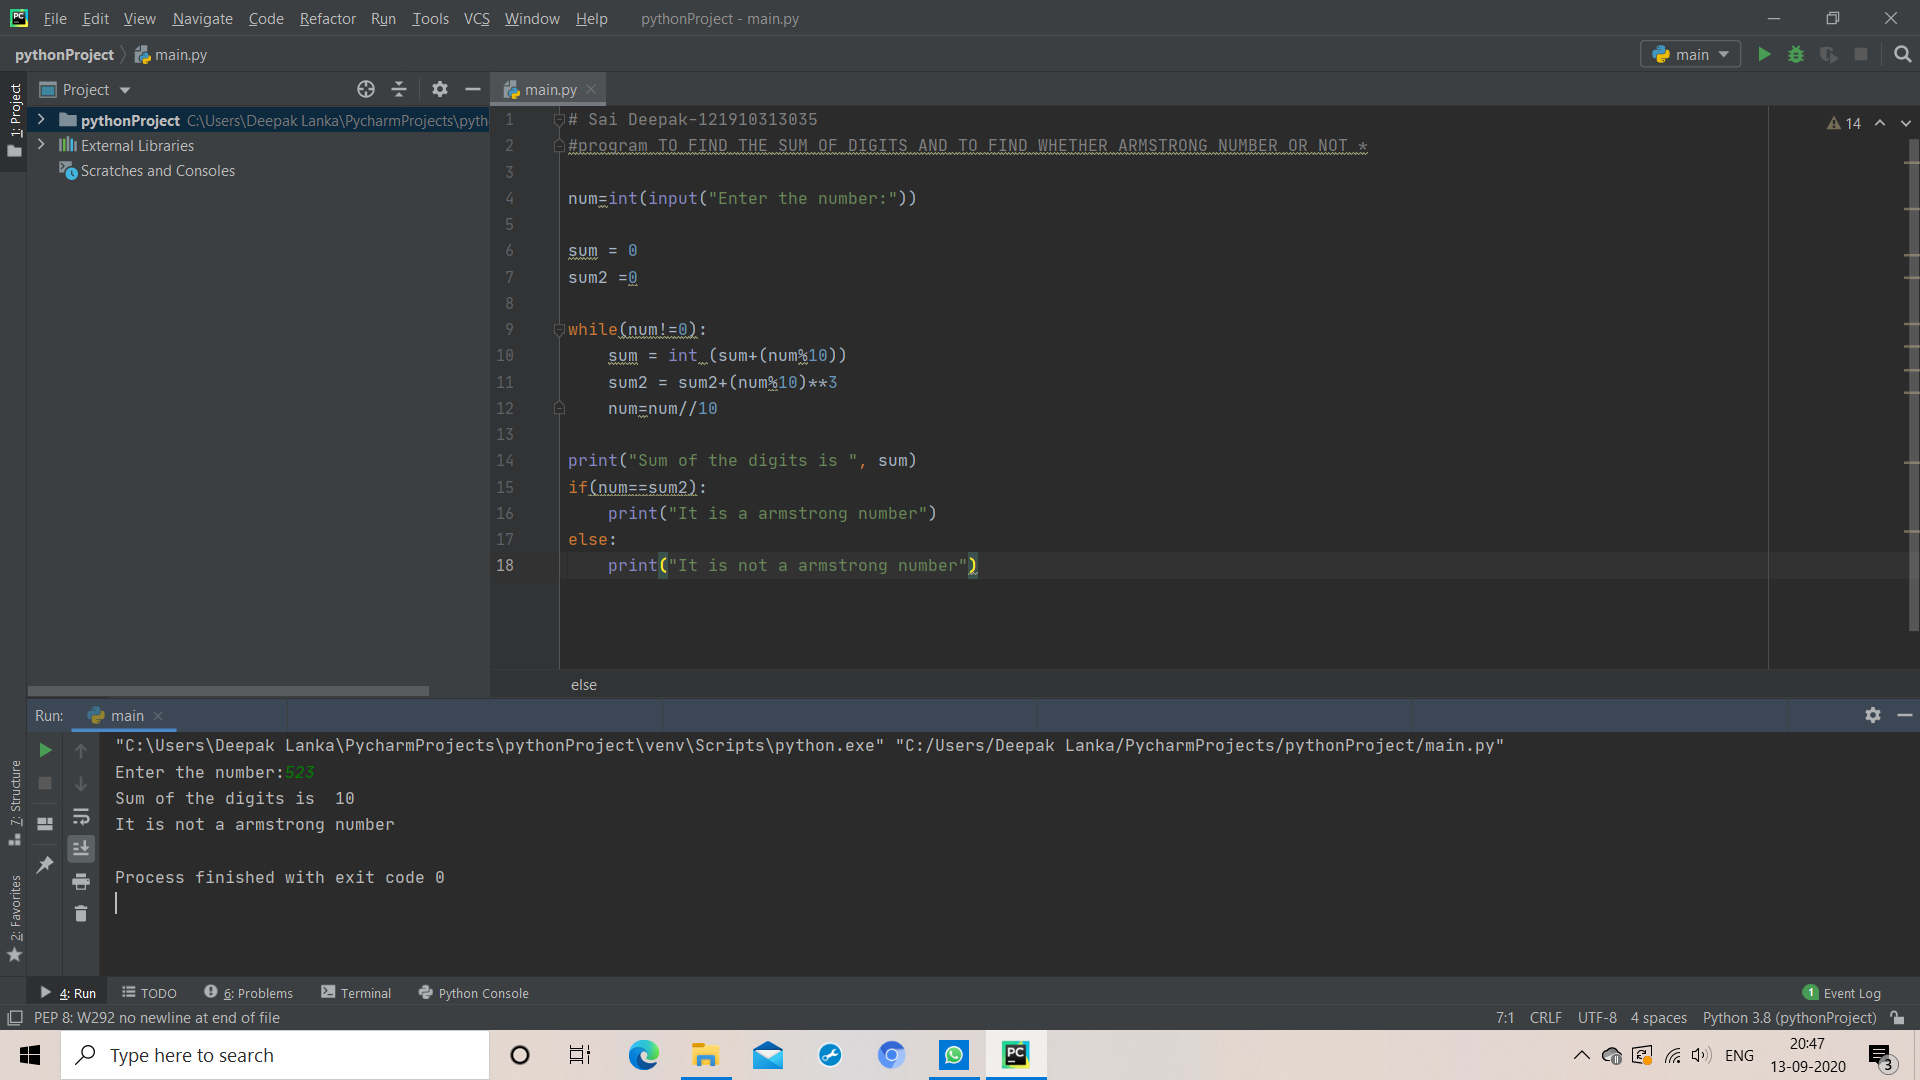 File Edit View Navigate Code Refactor Run Tools VCS Window Help pythonProject - main.py
pythonProject main.py
main
1: Project
Project
main.py
pythonProject C:\Users\Deepak Lanka\PycharmProjects\pyth
External Libraries
Scratches and Consoles
14
1 # Sai Deepak-121910313035
2 #program TO FIND THE SUM OF DIGITS AND TO FIND WHETHER ARMSTRONG NUMBER OR NOT *
3
4 num=int(input("Enter the number:"))
5
6 sum = 0
7 sum2 =0
8
9 while(num!=0):
10 sum = int (sum+(num%10))
11 sum2 = sum2+(num%10)**3
12 num=num//10
13
14 print("Sum of the digits is ", sum)
15 if(num==sum2):
16 print("It is a armstrong number")
17 else:
18 print("It is not a armstrong number")
else
Run: main
"C:\Users\Deepak Lanka\PycharmProjects\pythonProject\venv\Scripts\python.exe" "C:/Users/Deepak Lanka/PycharmProjects/pythonProject/main.py"
Enter the number:523
Sum of the digits is  10
It is not a armstrong number
Process finished with exit code 0
7: Structure
2: Favorites
4: Run TODO 6: Problems Terminal Python Console 1 Event Log
PEP 8: W292 no newline at end of file 7:1 CRLF UTF-8 4 spaces Python 3.8 (pythonProject)
Type here to search
PC
ENG
20:47
13-09-2020
3